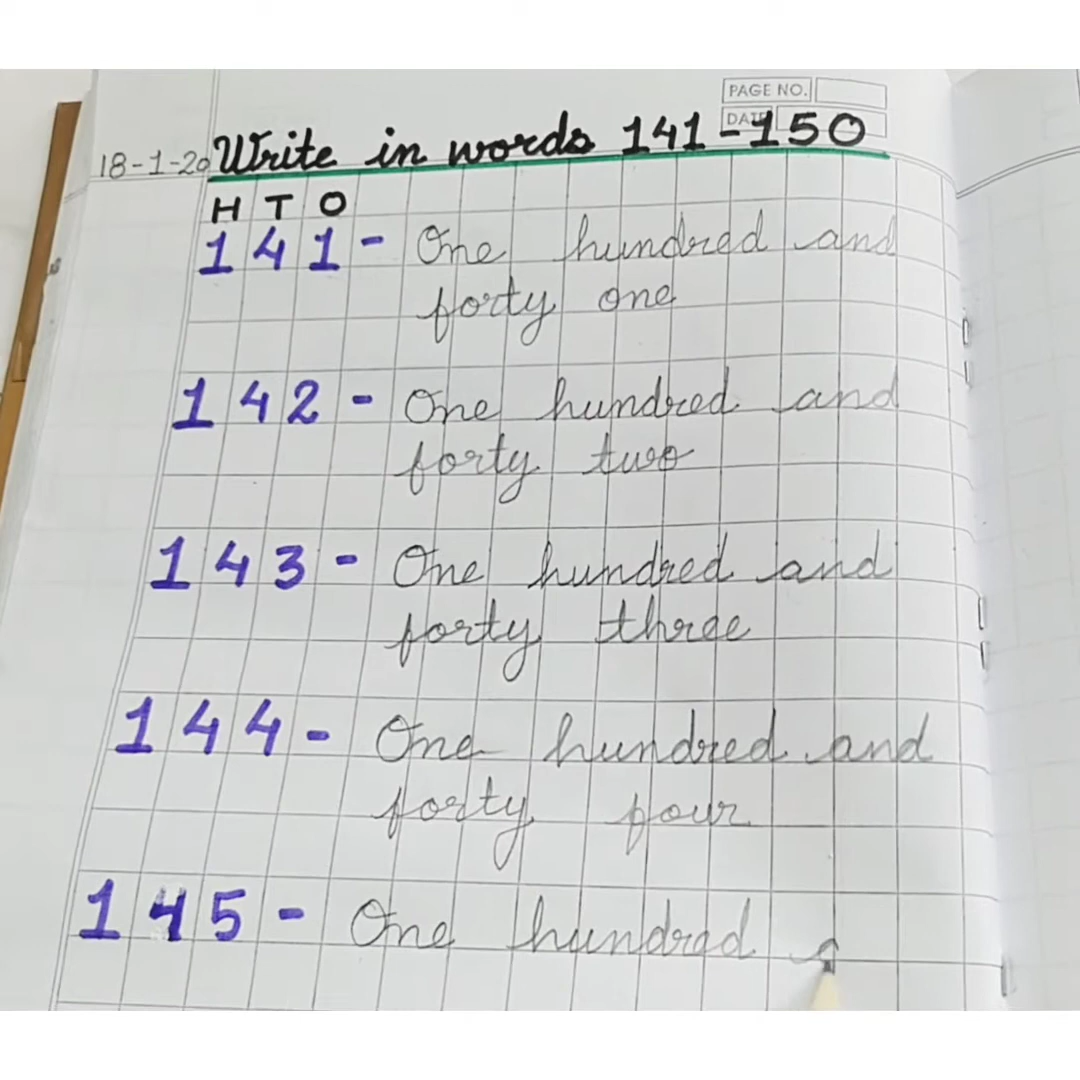 PAGE NO.
DATE
18-1-20 Write in words 141-150
H T O
141 - One hundred and
forty one
142 - One hundred and
forty two
143 - One hundred and
forty three
144 - One hundred and
forty four
145 - One hundred